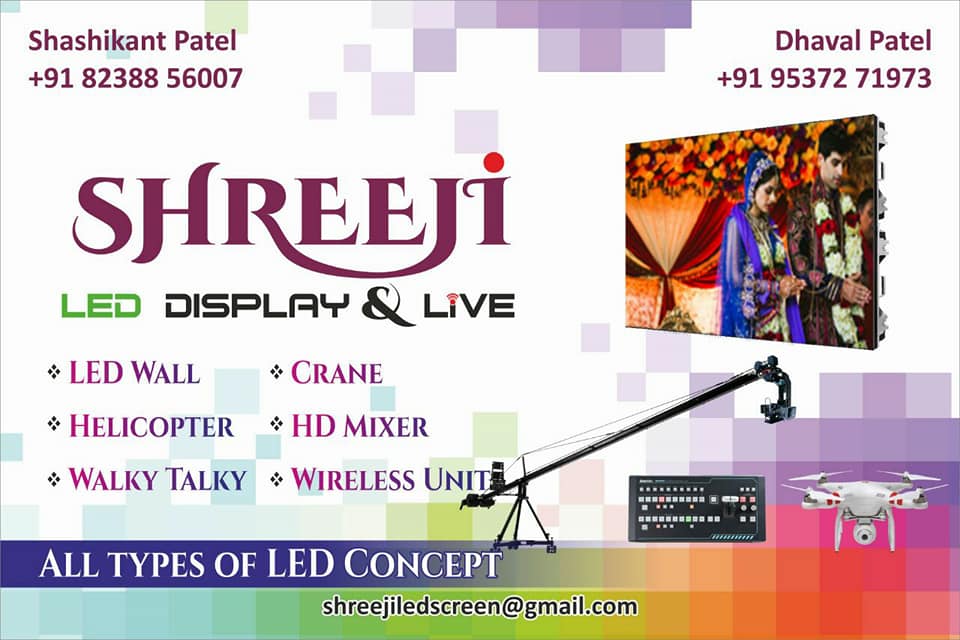 Shashikant Patel
+91 82388 56007
Dhaval Patel
+91 95372 71973
SHREEJI
LED DISPLAY & LiVE
❖ LED WALL
❖ CRANE
❖ HELICOPTER
❖ HD MIXER
❖ WALKY TALKY
❖ WIRELESS UNIT
ALL TYPES OF LED CONCEPT
shreejiledscreen@gmail.com